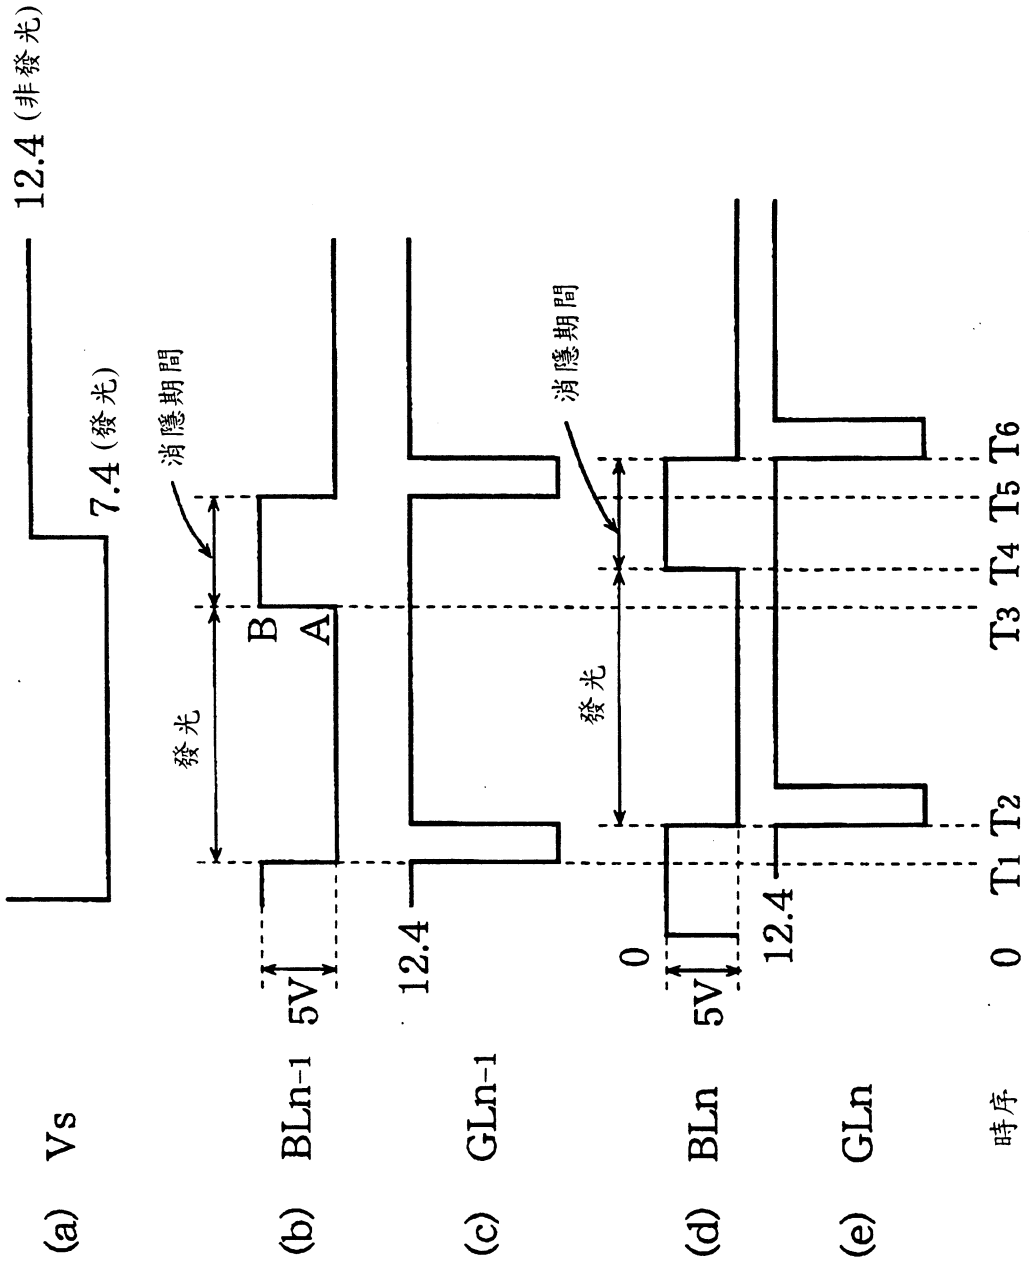 (a) Vs
12.4 (非發光)
7.4 (發光)
(b) BLn-1
5V
發光
B
A
消隱期間
(c) GLn-1
12.4
(d) BLn
0
5V
發光
消隱期間
(e) GLn
12.4
時序 0 T1 T2 T3 T4 T5 T6